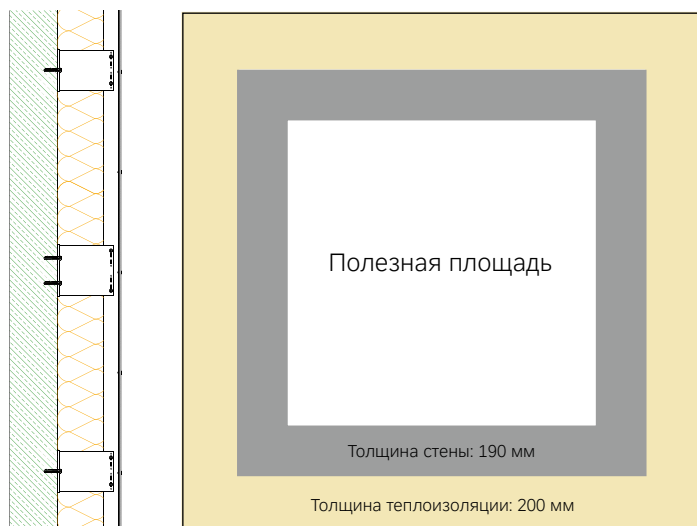 Полезная площадь
Толщина стены: 190 мм
Толщина теплоизоляции: 200 мм